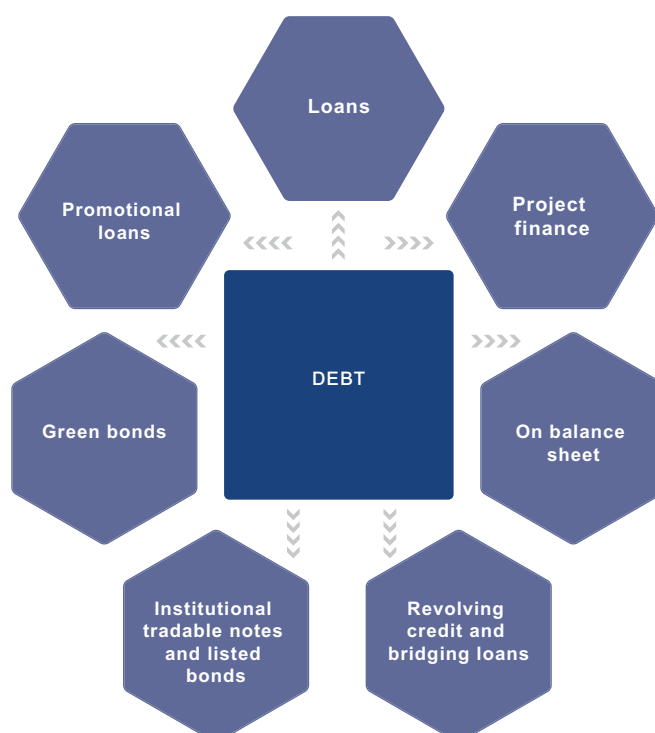 Loans
Promotional
loans
Project
finance
DEBT
Green bonds
On balance
sheet
Institutional
tradable notes
and listed
bonds
Revolving
credit and
bridging loans